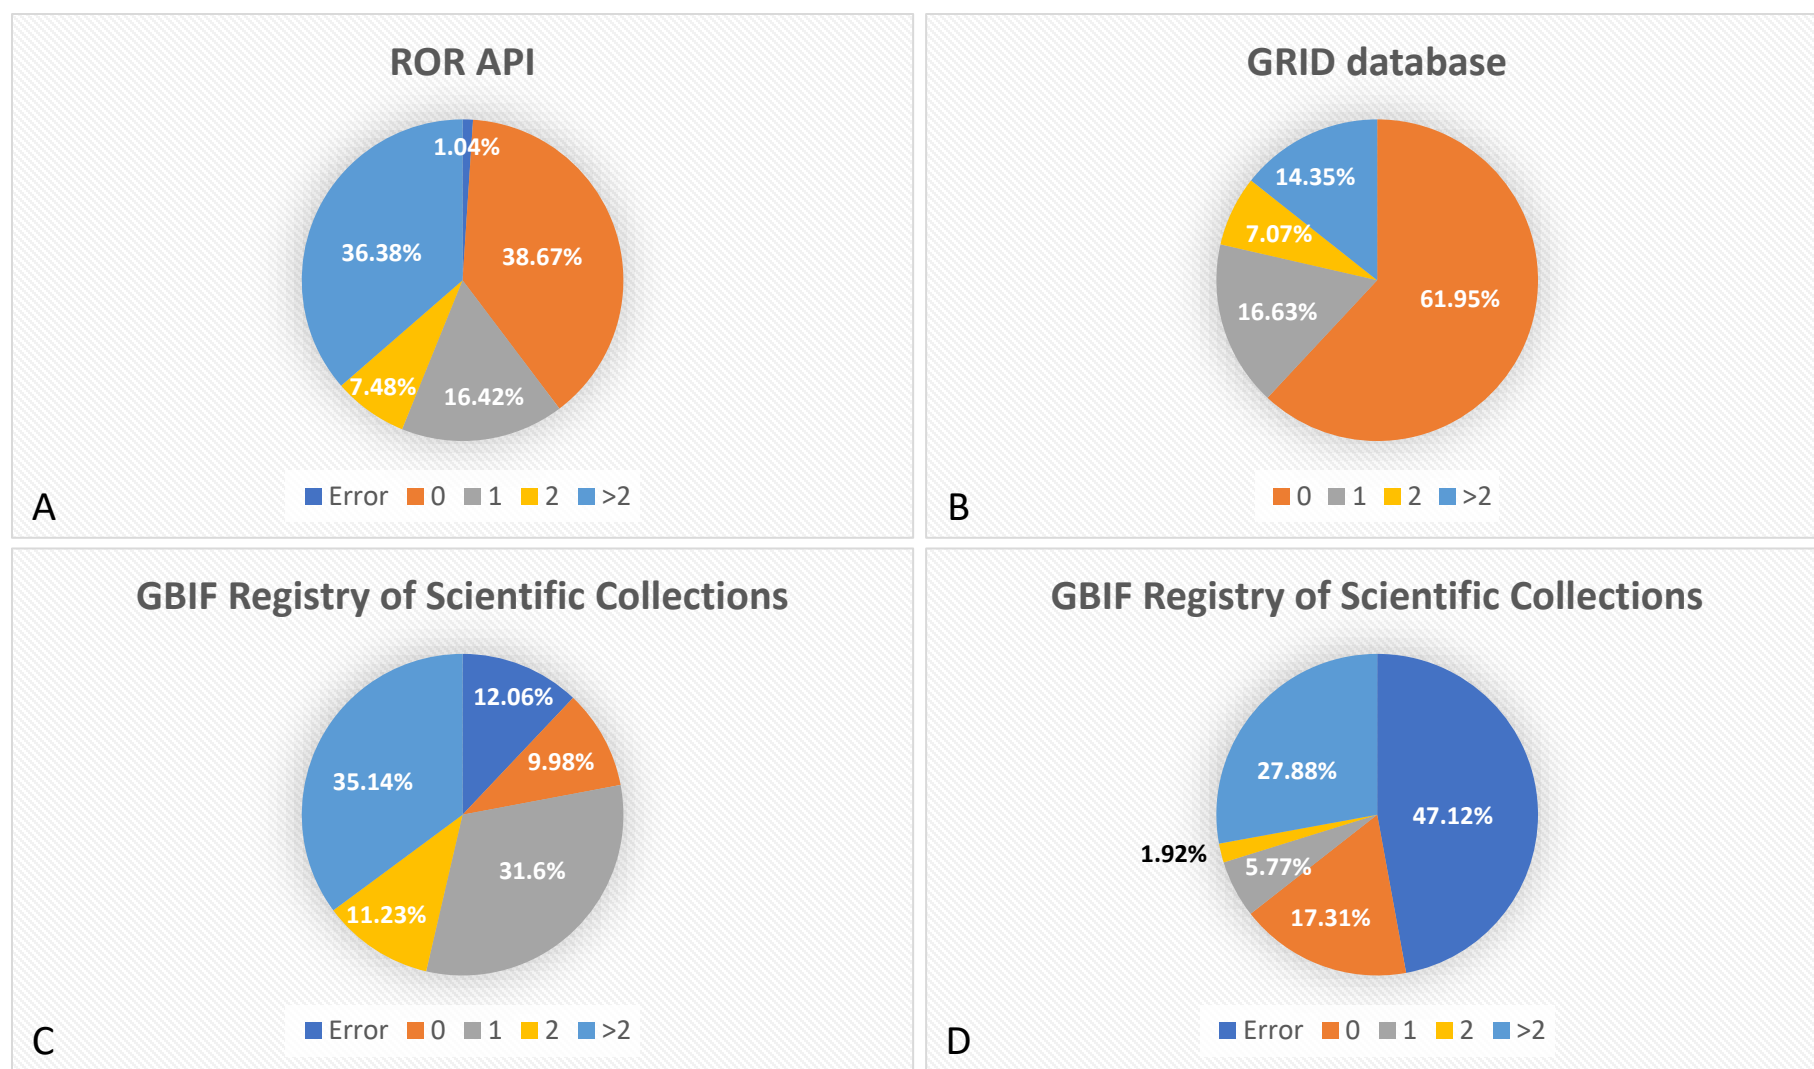 ROR API
1.04%
36.38%
38.67%
7.48%
16.42%
Error 0 1 2 >2
A
GRID database
14.35%
7.07%
16.63%
61.95%
0 1 2 >2
B
GBIF Registry of Scientific Collections
12.06%
9.98%
35.14%
31.6%
11.23%
Error 0 1 2 >2
C
GBIF Registry of Scientific Collections
27.88%
47.12%
1.92%
5.77%
17.31%
Error 0 1 2 >2
D